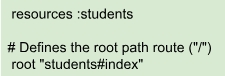 resources :students
# Defines the root path route ("/")
root "students#index"